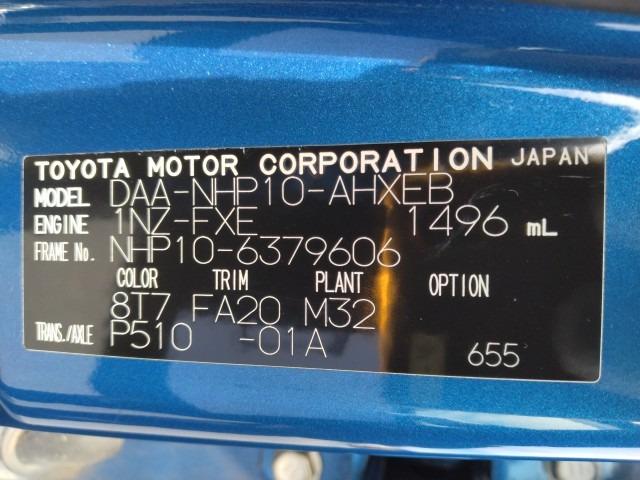 TOYOTA MOTOR CORPORATION JAPAN
MODEL DAA-NHP10-AHXEB
ENGINE 1NZ-FXE 1496 mL
FRAME No. NHP10-6379606
COLOR TRIM PLANT OPTION
8T7 FA20 M32
TRANS./AXLE P510 -01A
655